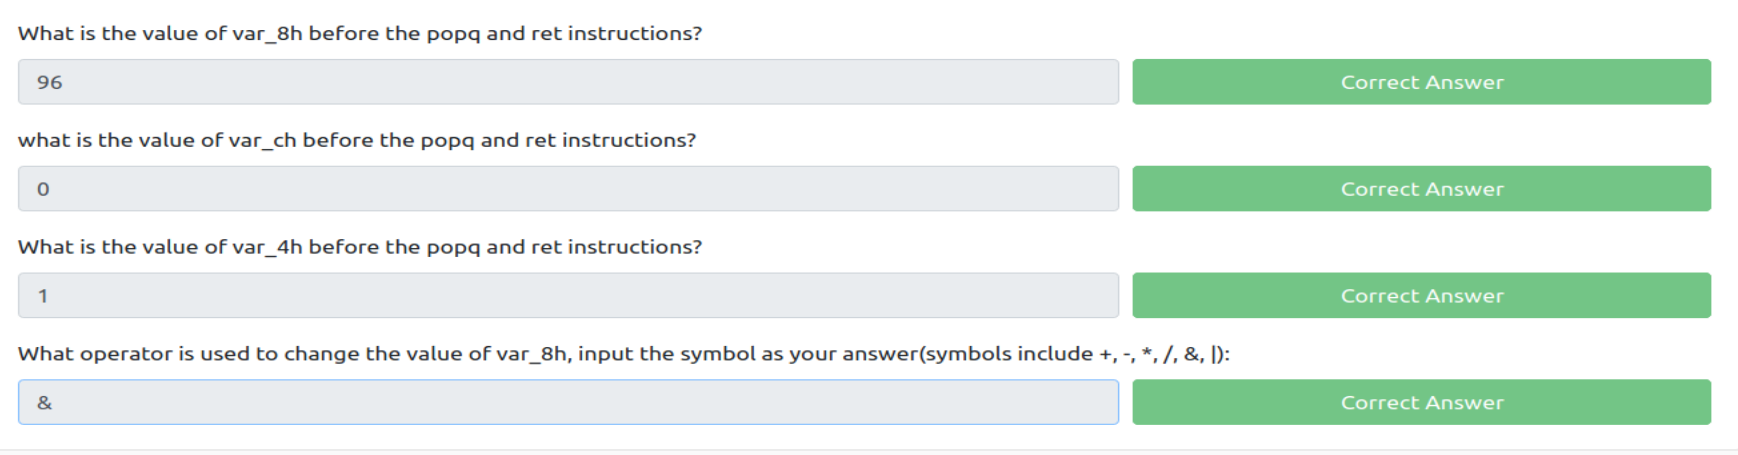 What is the value of var_8h before the popq and ret instructions?
96
Correct Answer
what is the value of var_ch before the popq and ret instructions?
0
Correct Answer
What is the value of var_4h before the popq and ret instructions?
1
Correct Answer
What operator is used to change the value of var_8h, input the symbol as your answer(symbols include +, -, *, /, &, |):
&
Correct Answer